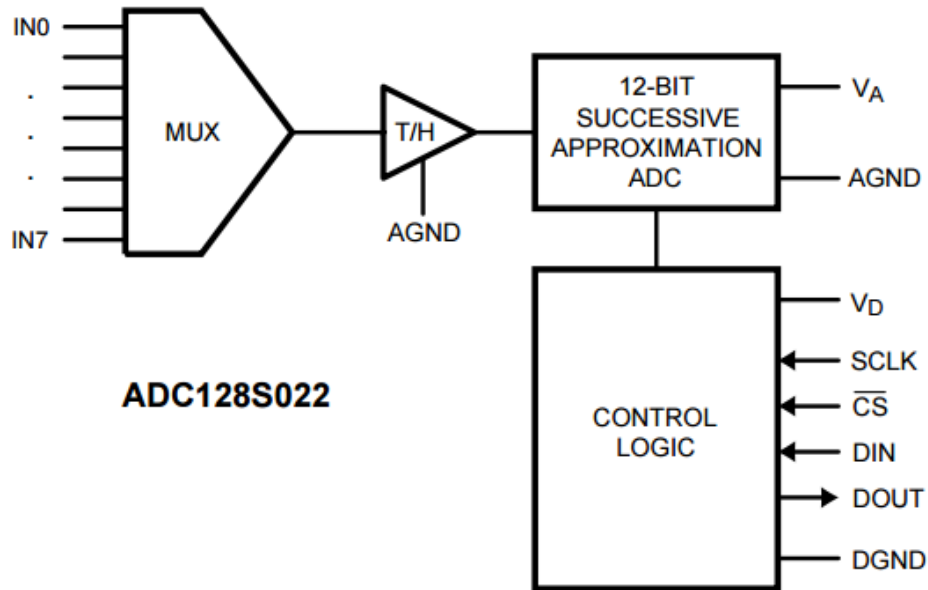 IN0
.
.
.
IN7
MUX
T/H
AGND
12-BIT
SUCCESSIVE
APPROXIMATION
ADC
VA
AGND
ADC128S022
CONTROL
LOGIC
VD
SCLK
C̅S̅
DIN
DOUT
DGND